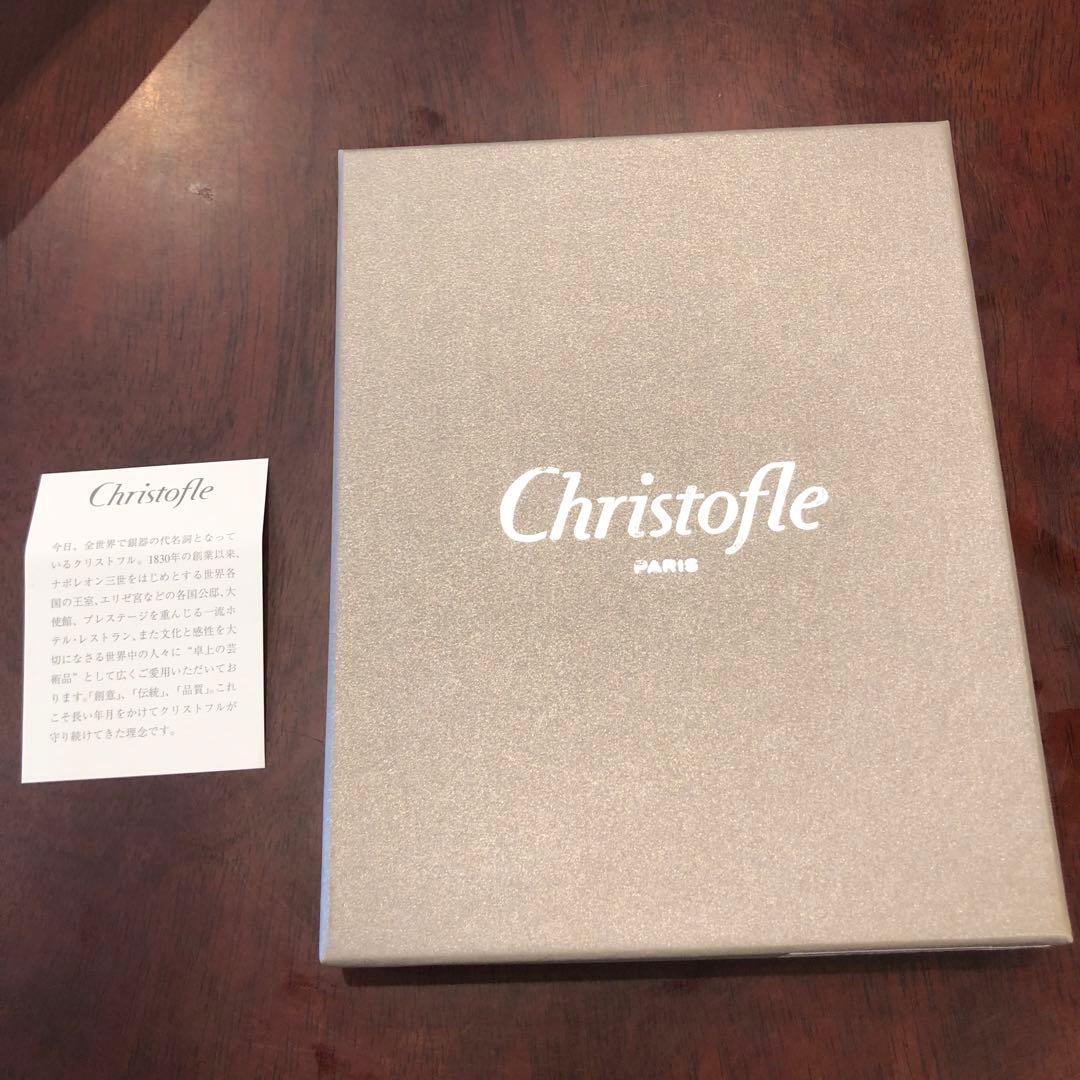 Christofle
今日、全世界で銀器の代名詞となって
いるクリストフル。1830年の創業以来、
ナポレオン三世をはじめとする世界各
国の王室、エリゼ宮などの各国公邸、大
使館、プレステージを重んじる一流ホ
テル・レストラン、また文化と感性を大
切になさる世界中の人々に“卓上の芸
術品”として広くご愛用いただいてお
ります。「創意」、「伝統」、「品質」。これ
こそ長い年月をかけてクリストフルが
守り続けてきた理念です。
Christofle
PARIS